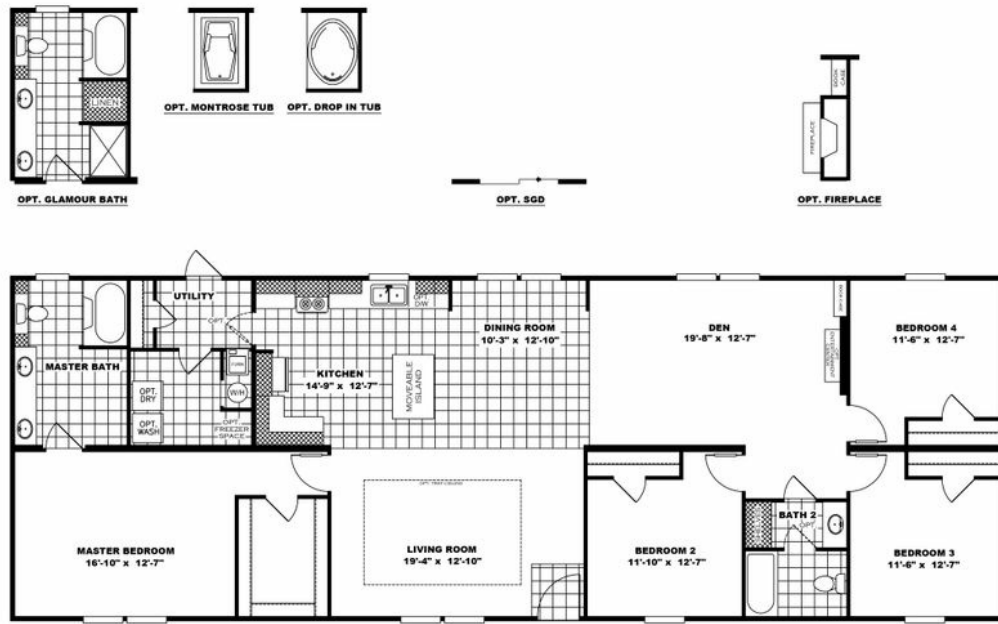 LINEN
OPT. GLAMOUR BATH
OPT. MONTROSE TUB
OPT. DROP IN TUB
OPT. SGD
BOOK
CASE
FIREPLACE
OPT. FIREPLACE
UTILITY
OPT.
MASTER BATH
OPT.
DRY
OPT.
WASH
W/H
OPT.
FREEZER
SPACE
OPT.
D/W
KITCHEN
14'-9" x 12'-7"
MOVEABLE
ISLAND
DINING ROOM
10'-3" x 12'-10"
DEN
19'-8" x 12'-7"
BEDROOM 4
11'-6" x 12'-7"
MASTER BEDROOM
16'-10" x 12'-7"
LIVING ROOM
19'-4" x 12'-10"
BEDROOM 2
11'-10" x 12'-7"
BATH 2
OPT.
BEDROOM 3
11'-6" x 12'-7"